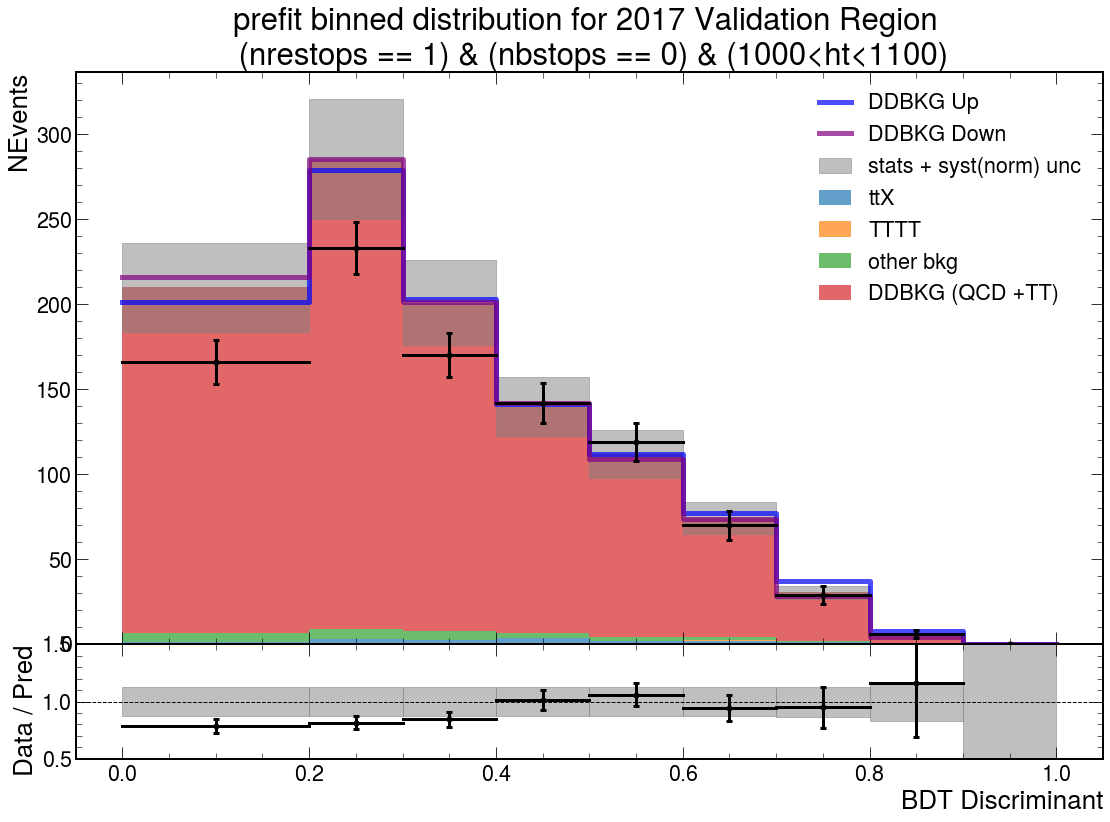 prefit binned distribution for 2017 Validation Region
(nrestops == 1) & (nbstops == 0) & (1000<ht<1100)
NEvents
300
250
200
150
100
50
0
DDBKG Up
DDBKG Down
stats + syst(norm) unc
ttX
TTTT
other bkg
DDBKG (QCD +TT)
Data / Pred
1.5
1.0
0.5
0.0
0.2
0.4
0.6
0.8
1.0
BDT Discriminant